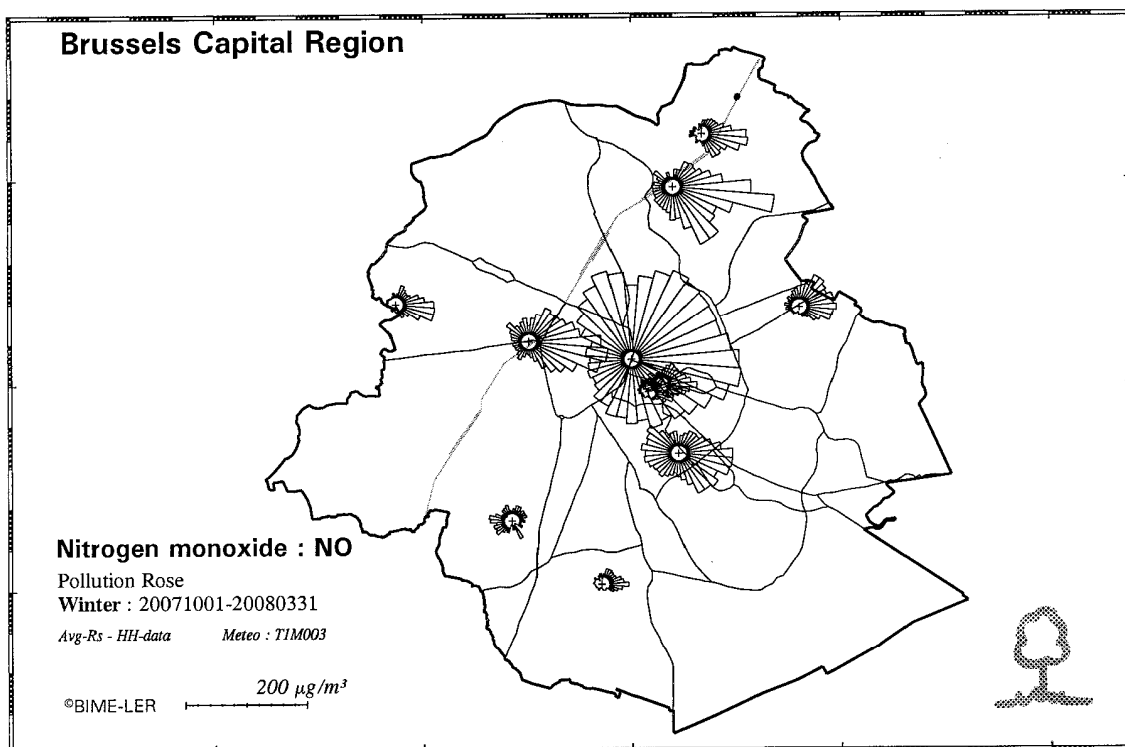 Brussels Capital Region
Nitrogen monoxide : NO
Pollution Rose
Winter : 20071001-20080331
Avg-Rs - HH-data Meteo : T1M003
200 µg/m³
©BIME-LER